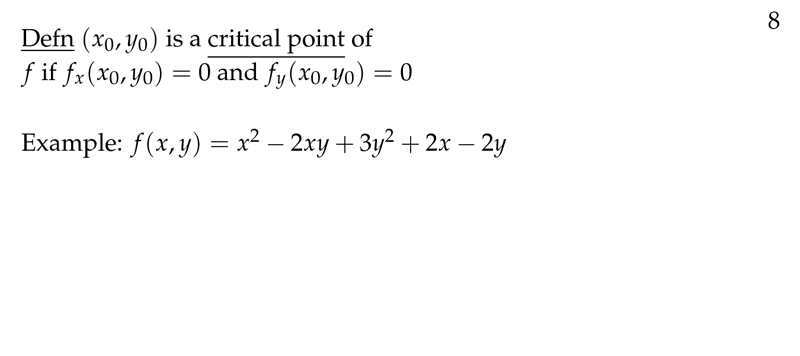 8
Defn (x₀, y₀) is a critical point of
f if fₓ(x₀, y₀) = 0 and f_y(x₀, y₀) = 0
Example: f(x, y) = x² − 2xy + 3y² + 2x − 2y